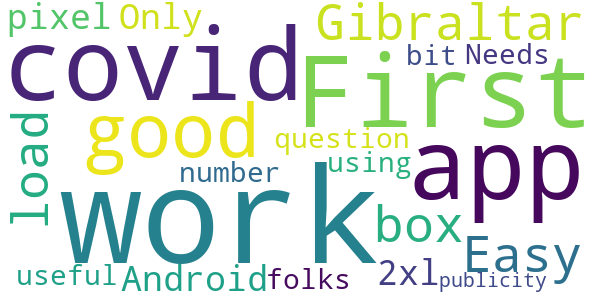 pixel Only Gibraltar
covid First bit Needs
load good question app
number using
work box Easy
useful Android folks 2xl publicity